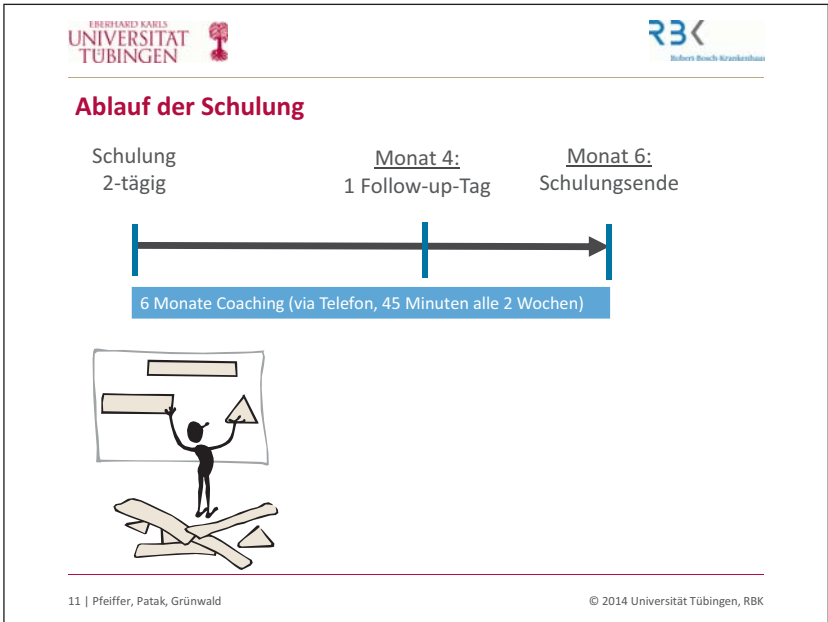 EBERHARD KARLS
UNIVERSITÄT
TÜBINGEN
RBK
Robert Bosch Krankenhaus
Ablauf der Schulung
Schulung
2-tägig
Monat 4:
1 Follow-up-Tag
Monat 6:
Schulungsende
6 Monate Coaching (via Telefon, 45 Minuten alle 2 Wochen)
11 | Pfeiffer, Patak, Grünwald
© 2014 Universität Tübingen, RBK